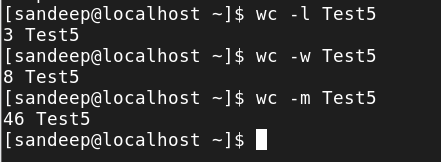 [sandeep@localhost ~]$ wc -l Test5
3 Test5
[sandeep@localhost ~]$ wc -w Test5
8 Test5
[sandeep@localhost ~]$ wc -m Test5
46 Test5
[sandeep@localhost ~]$